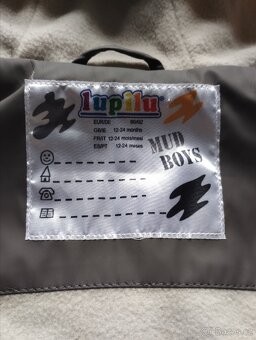 lupilu
EUR/DE 86/92
GB/IE 12-24 months
FR/IT 12-24 mois/mesi
ES/PT 12-24 meses
MUD
BOYS